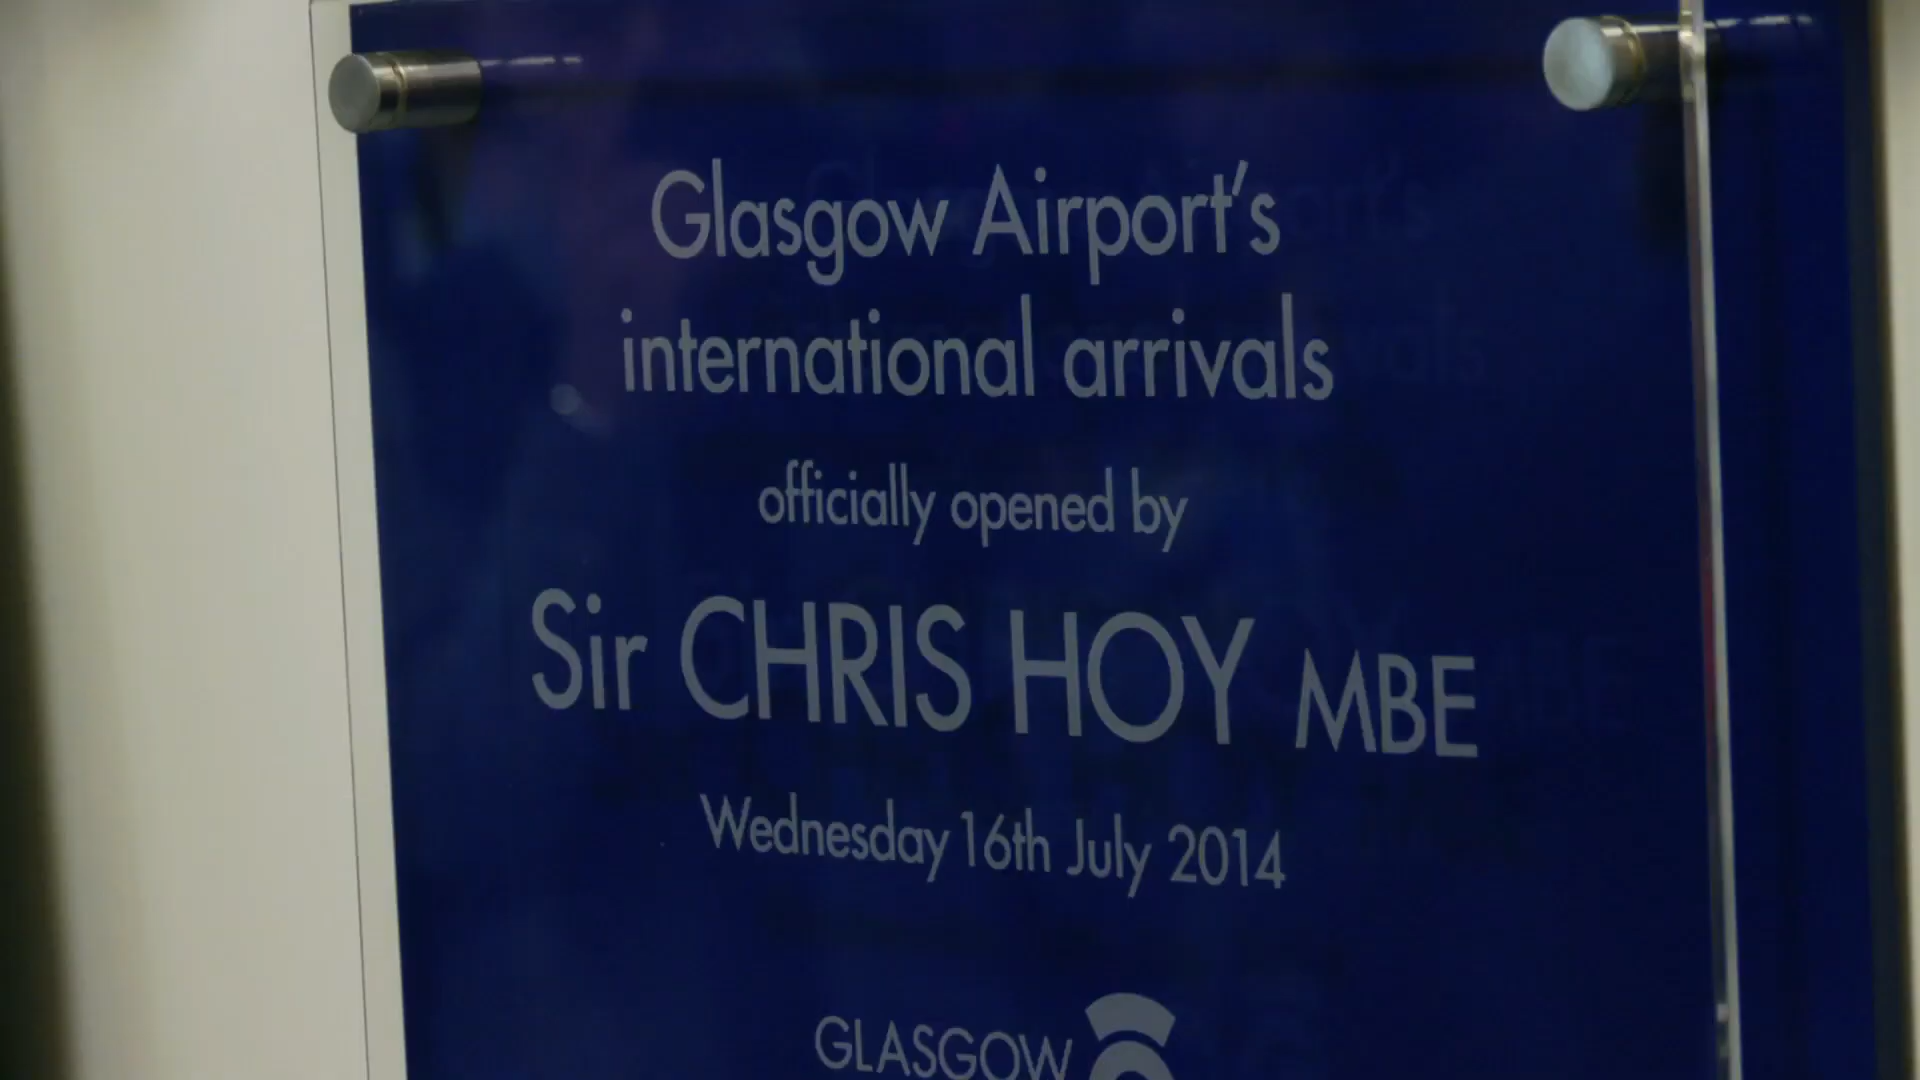 Glasgow Airport's
international arrivals
officially opened by
Sir CHRIS HOY MBE
Wednesday 16th July 2014
GLASGOW